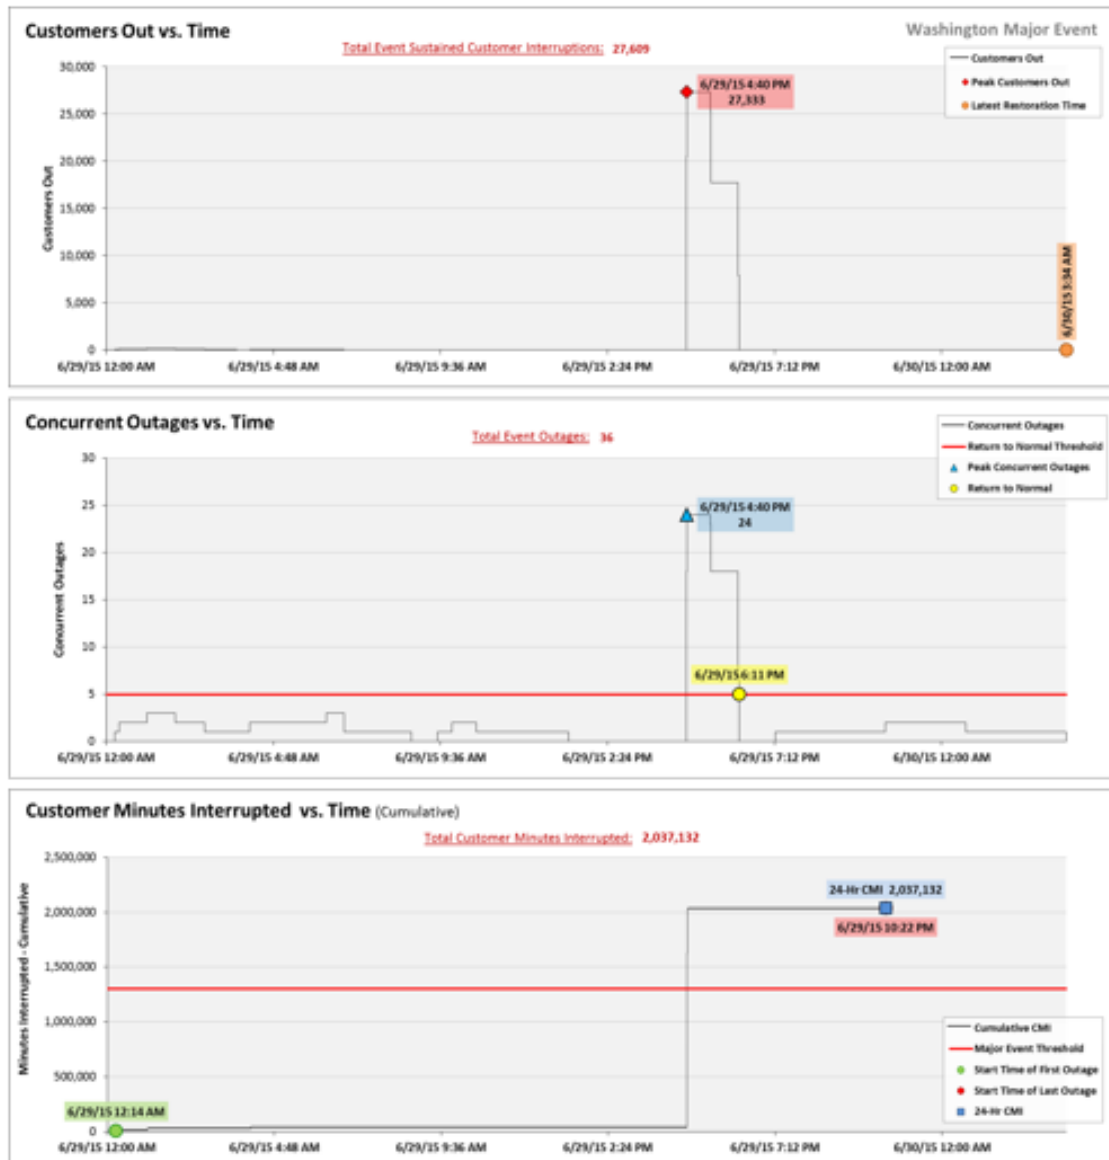 Customers Out vs. Time
Washington Major Event
Total Event Sustained Customer Interruptions: 27,609
Customers Out
Peak Customers Out
Latest Restoration Time
6/29/15 4:40 PM
27,333
30,000
25,000
20,000
15,000
10,000
5,000
0
Customers Out
6/30/15 3:34 AM
6/29/15 12:00 AM 6/29/15 4:48 AM 6/29/15 9:36 AM 6/29/15 2:24 PM 6/29/15 7:12 PM 6/30/15 12:00 AM
Concurrent Outages vs. Time
Total Event Outages: 36
Concurrent Outages
Return to Normal Threshold
Peak Concurrent Outages
Return to Normal
6/29/15 4:40 PM
24
30
25
20
15
10
5
0
Concurrent Outages
6/29/15 6:11 PM
6/29/15 12:00 AM 6/29/15 4:48 AM 6/29/15 9:36 AM 6/29/15 2:24 PM 6/29/15 7:12 PM 6/30/15 12:00 AM
Customer Minutes Interrupted vs. Time (Cumulative)
Total Customer Minutes Interrupted: 2,037,132
2,500,000
2,000,000
1,500,000
1,000,000
500,000
0
Minutes Interrupted - Cumulative
24-Hr CMI 2,037,132
6/29/15 10:22 PM
Cumulative CMI
Major Event Threshold
Start Time of First Outage
Start Time of Last Outage
24-Hr CMI
6/29/15 12:14 AM
6/29/15 12:00 AM 6/29/15 4:48 AM 6/29/15 9:36 AM 6/29/15 2:24 PM 6/29/15 7:12 PM 6/30/15 12:00 AM